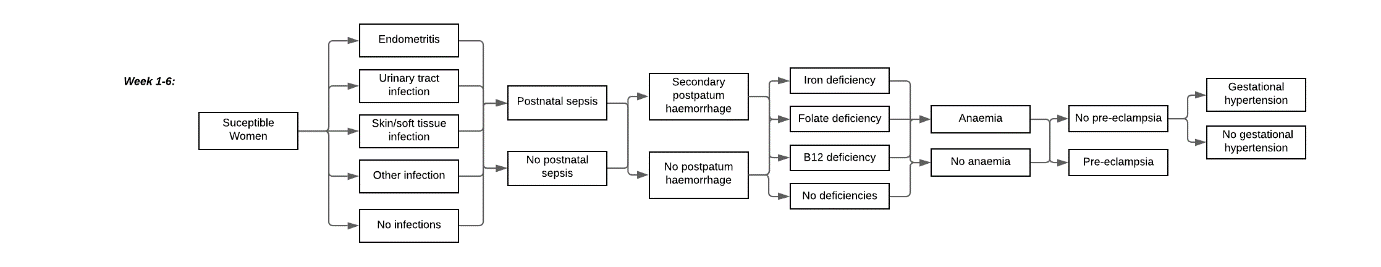 Week 1-6:
Suceptible
Women
Endometritis
Urinary tract
infection
Skin/soft tissue
infection
Other infection
No infections
Postnatal sepsis
No postnatal
sepsis
Secondary
postpatum
haemorrhage
No postpatum
haemorrhage
Iron deficiency
Folate deficiency
B12 deficiency
No deficiencies
Anaemia
No anaemia
No pre-eclampsia
Pre-eclampsia
Gestational
hypertension
No gestational
hypertension